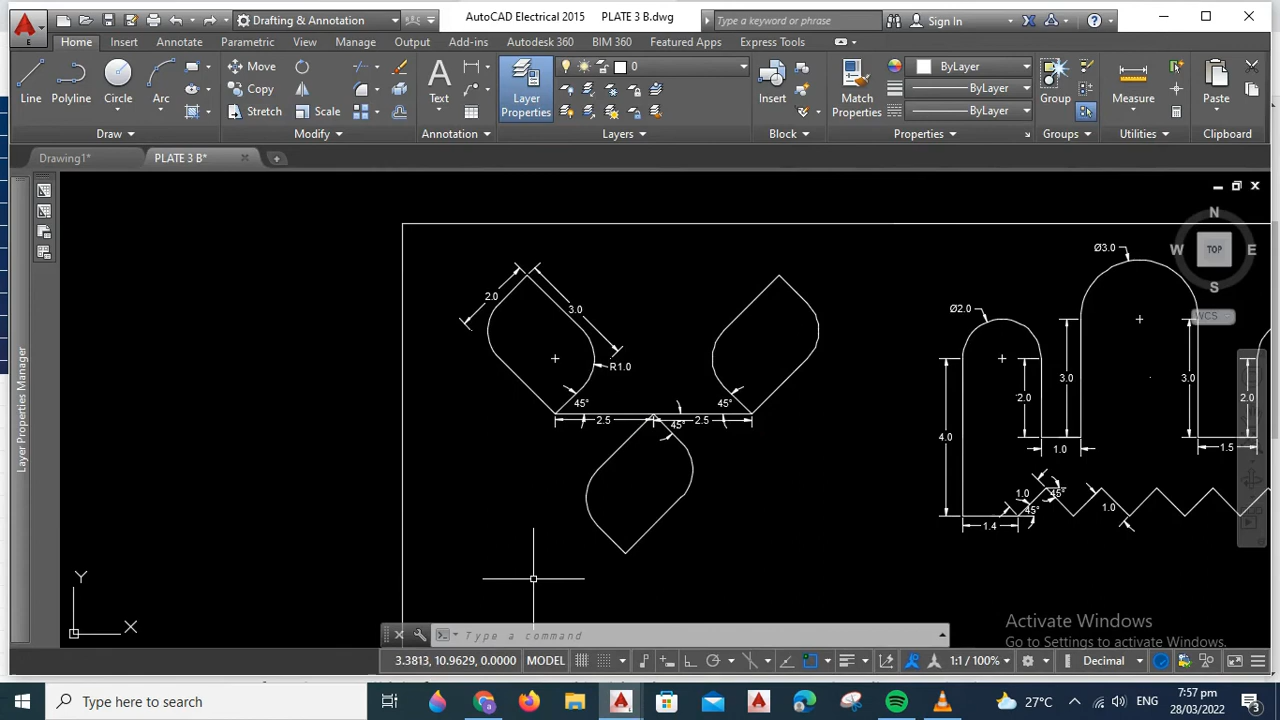 Drafting & Annotation
AutoCAD Electrical 2015 PLATE 3 B.dwg
Type a keyword or phrase
Sign In
E
Home Insert Annotate Parametric View Manage Output Add-ins Autodesk 360 BIM 360 Featured Apps Express Tools
Line Polyline Circle Arc
Move
Copy
Stretch
Scale
Text
Layer
Properties
0
Insert
Match
Properties
ByLayer
ByLayer
ByLayer
Group
Measure
Paste
Draw Modify Annotation Layers Block Properties Groups Utilities Clipboard
Drawing1* PLATE 3 B*
Layer Properties Manager
N
W TOP E
S
WCS
2.0
3.0
R1.0
45°
45°
2.5
45°
2.5
Ø2.0
Ø3.0
3.0
3.0
2.0
2.0
4.0
1.0
1.5
1.0
45°
45°
1.0
1.4
Y
X
Activate Windows
Go to Settings to activate Windows.
Type a command
3.3813, 10.9629, 0.0000 MODEL 1:1 / 100% Decimal
Type here to search
27°C
ENG
7:57 pm
28/03/2022
3